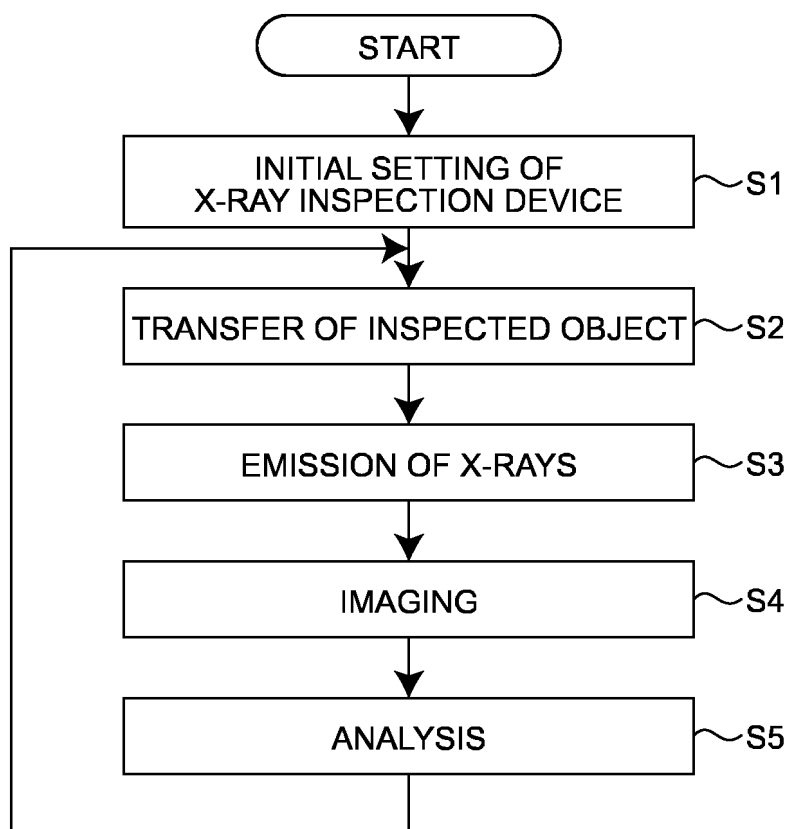 START
INITIAL SETTING OF
X-RAY INSPECTION DEVICE
S1
TRANSFER OF INSPECTED OBJECT
S2
EMISSION OF X-RAYS
S3
IMAGING
S4
ANALYSIS
S5